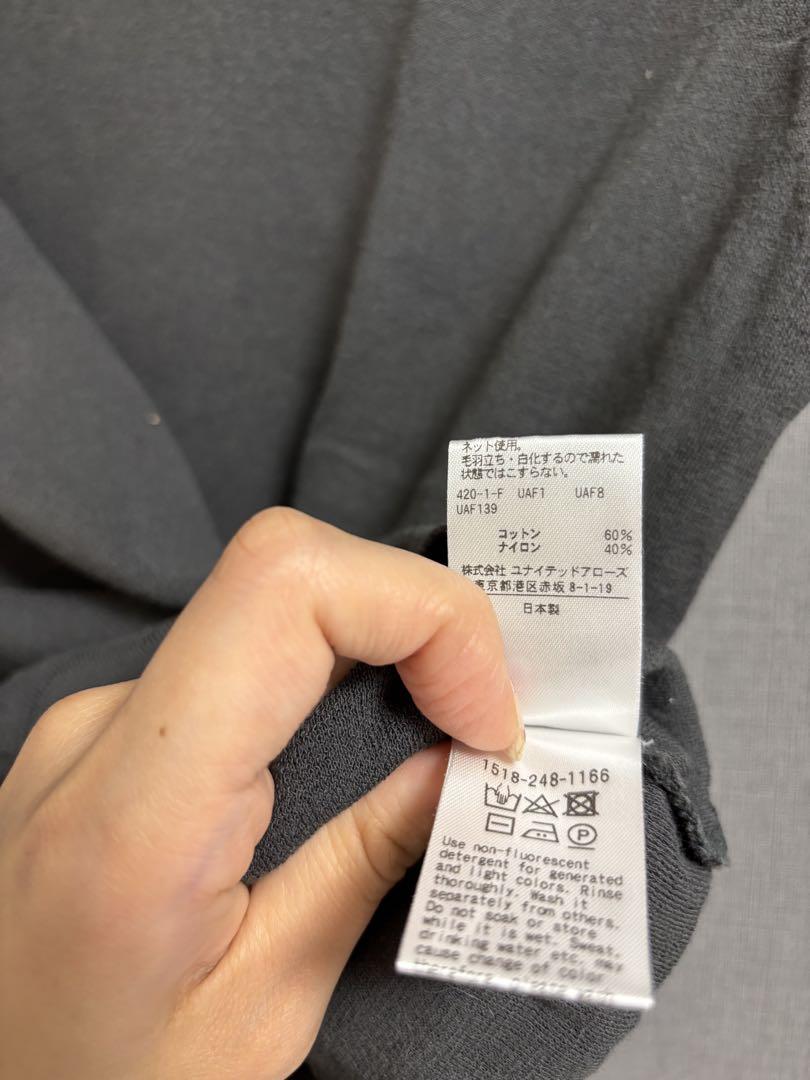 ネット使用。
毛羽立ち・白化するので濡れた
状態ではこすらない。
420-1-F UAF1 UAF8
UAF139
コットン 60%
ナイロン 40%
株式会社 ユナイテッドアローズ
東京都港区赤坂 8-1-19
日本製
1518-248-1166
P
Use non-fluorescent
detergent for generated
and light colors. Rinse
thoroughly. Wash it
separately from others.
Do not soak or store
while it is wet. Sweat,
drinking water etc. may
cause change of color